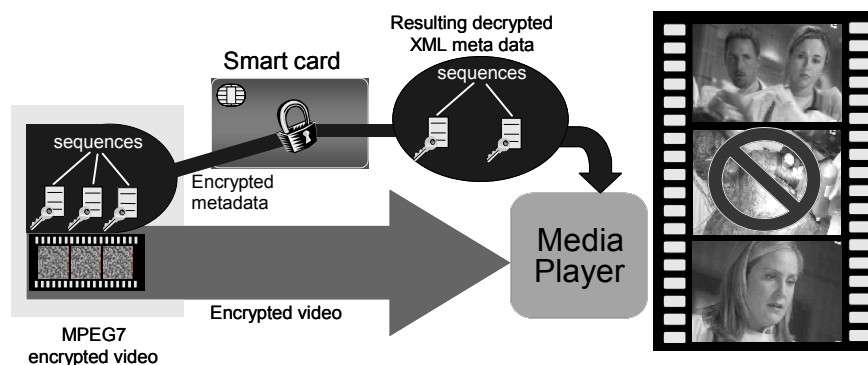 Resulting decrypted
XML meta data
Smart card
sequences
sequences
Encrypted
metadata
Media
Player
Encrypted video
MPEG7
encrypted video